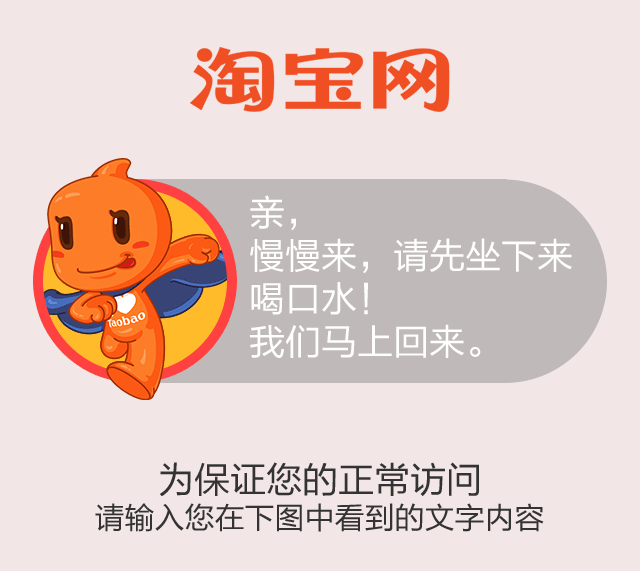 淘宝网
亲，
慢慢来，请先坐下来
喝口水！
我们马上回来。
Taobao
为保证您的正常访问
请输入您在下图中看到的文字内容